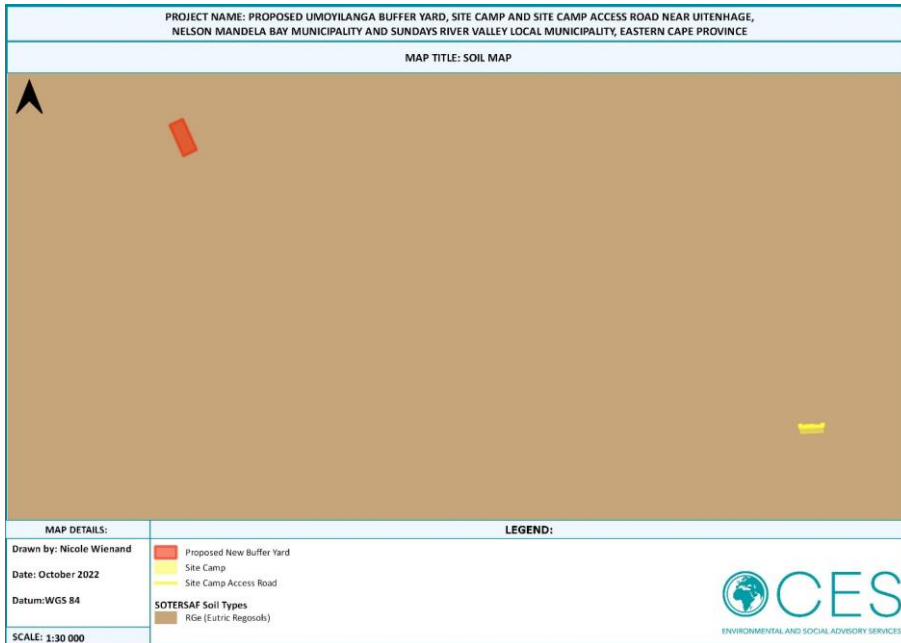 PROJECT NAME: PROPOSED UMOYILANGA BUFFER YARD, SITE CAMP AND SITE CAMP ACCESS ROAD NEAR UITENHAGE,
NELSON MANDELA BAY MUNICIPALITY AND SUNDAYS RIVER VALLEY LOCAL MUNICIPALITY, EASTERN CAPE PROVINCE
MAP TITLE: SOIL MAP
MAP DETAILS:
Drawn by: Nicole Wienand
Date: October 2022
Datum:WGS 84
SCALE: 1:30 000
LEGEND:
Proposed New Buffer Yard
Site Camp
Site Camp Access Road
SOTERSAF Soil Types
RGe (Eutric Regosols)
CES
ENVIRONMENTAL AND SOCIAL ADVISORY SERVICES